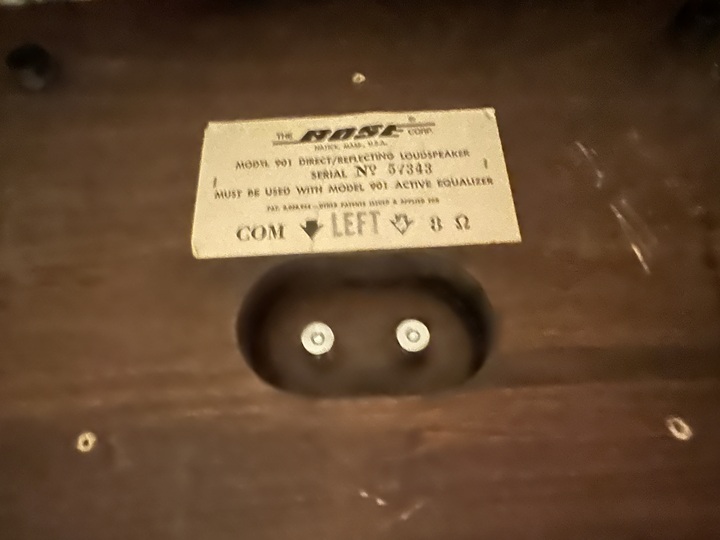 THE BOSE ® CORP.
NATICK, MASS., U.S.A.
MODEL 901 DIRECT/REFLECTING LOUDSPEAKER
SERIAL Nº 57343
MUST BE USED WITH MODEL 901 ACTIVE EQUALIZER
COM LEFT 8 Ω